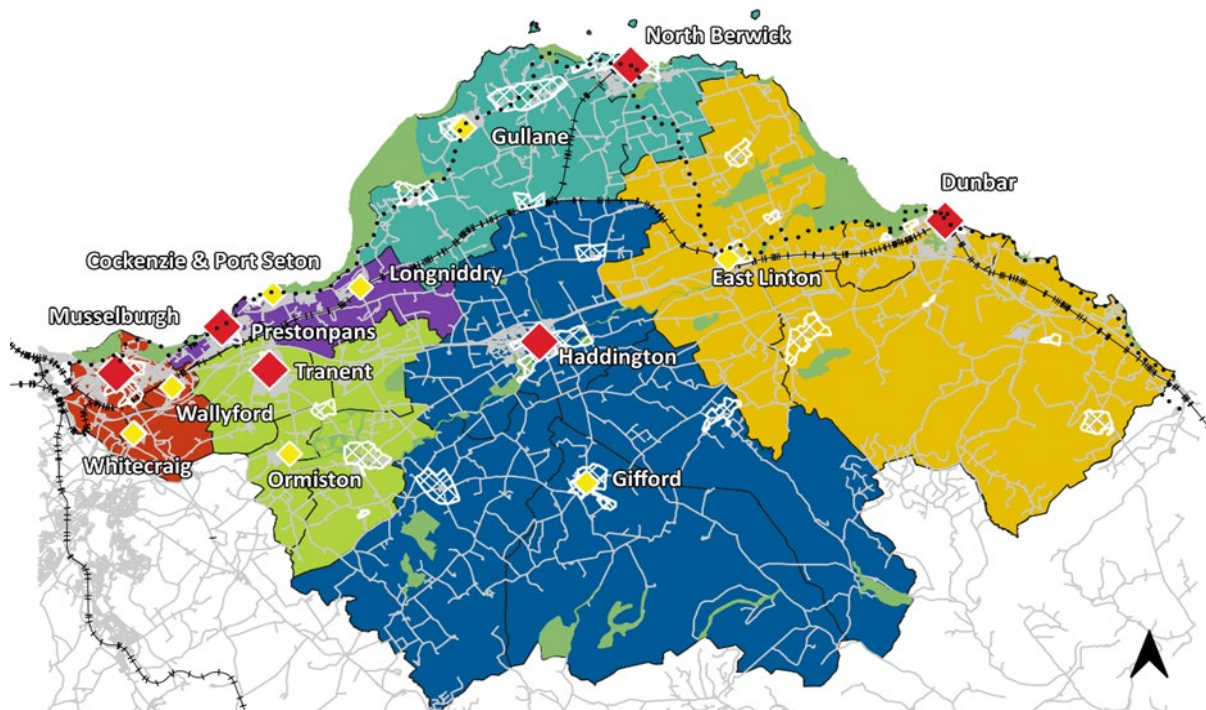 North Berwick
Gullane
Dunbar
Cockenzie & Port Seton
Longniddry
East Linton
Musselburgh
Prestonpans
Haddington
Tranent
Wallyford
Whitecraig
Ormiston
Gifford